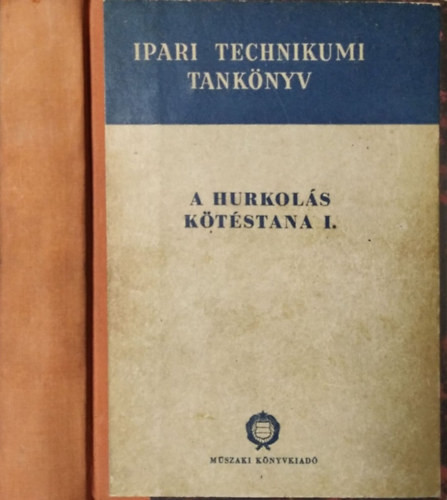 IPARI TECHNIKUMI
TANKÖNYV
A HURKOLÁS
KÖTÉSTANA I.
MŰSZAKI KÖNYVKIADÓ